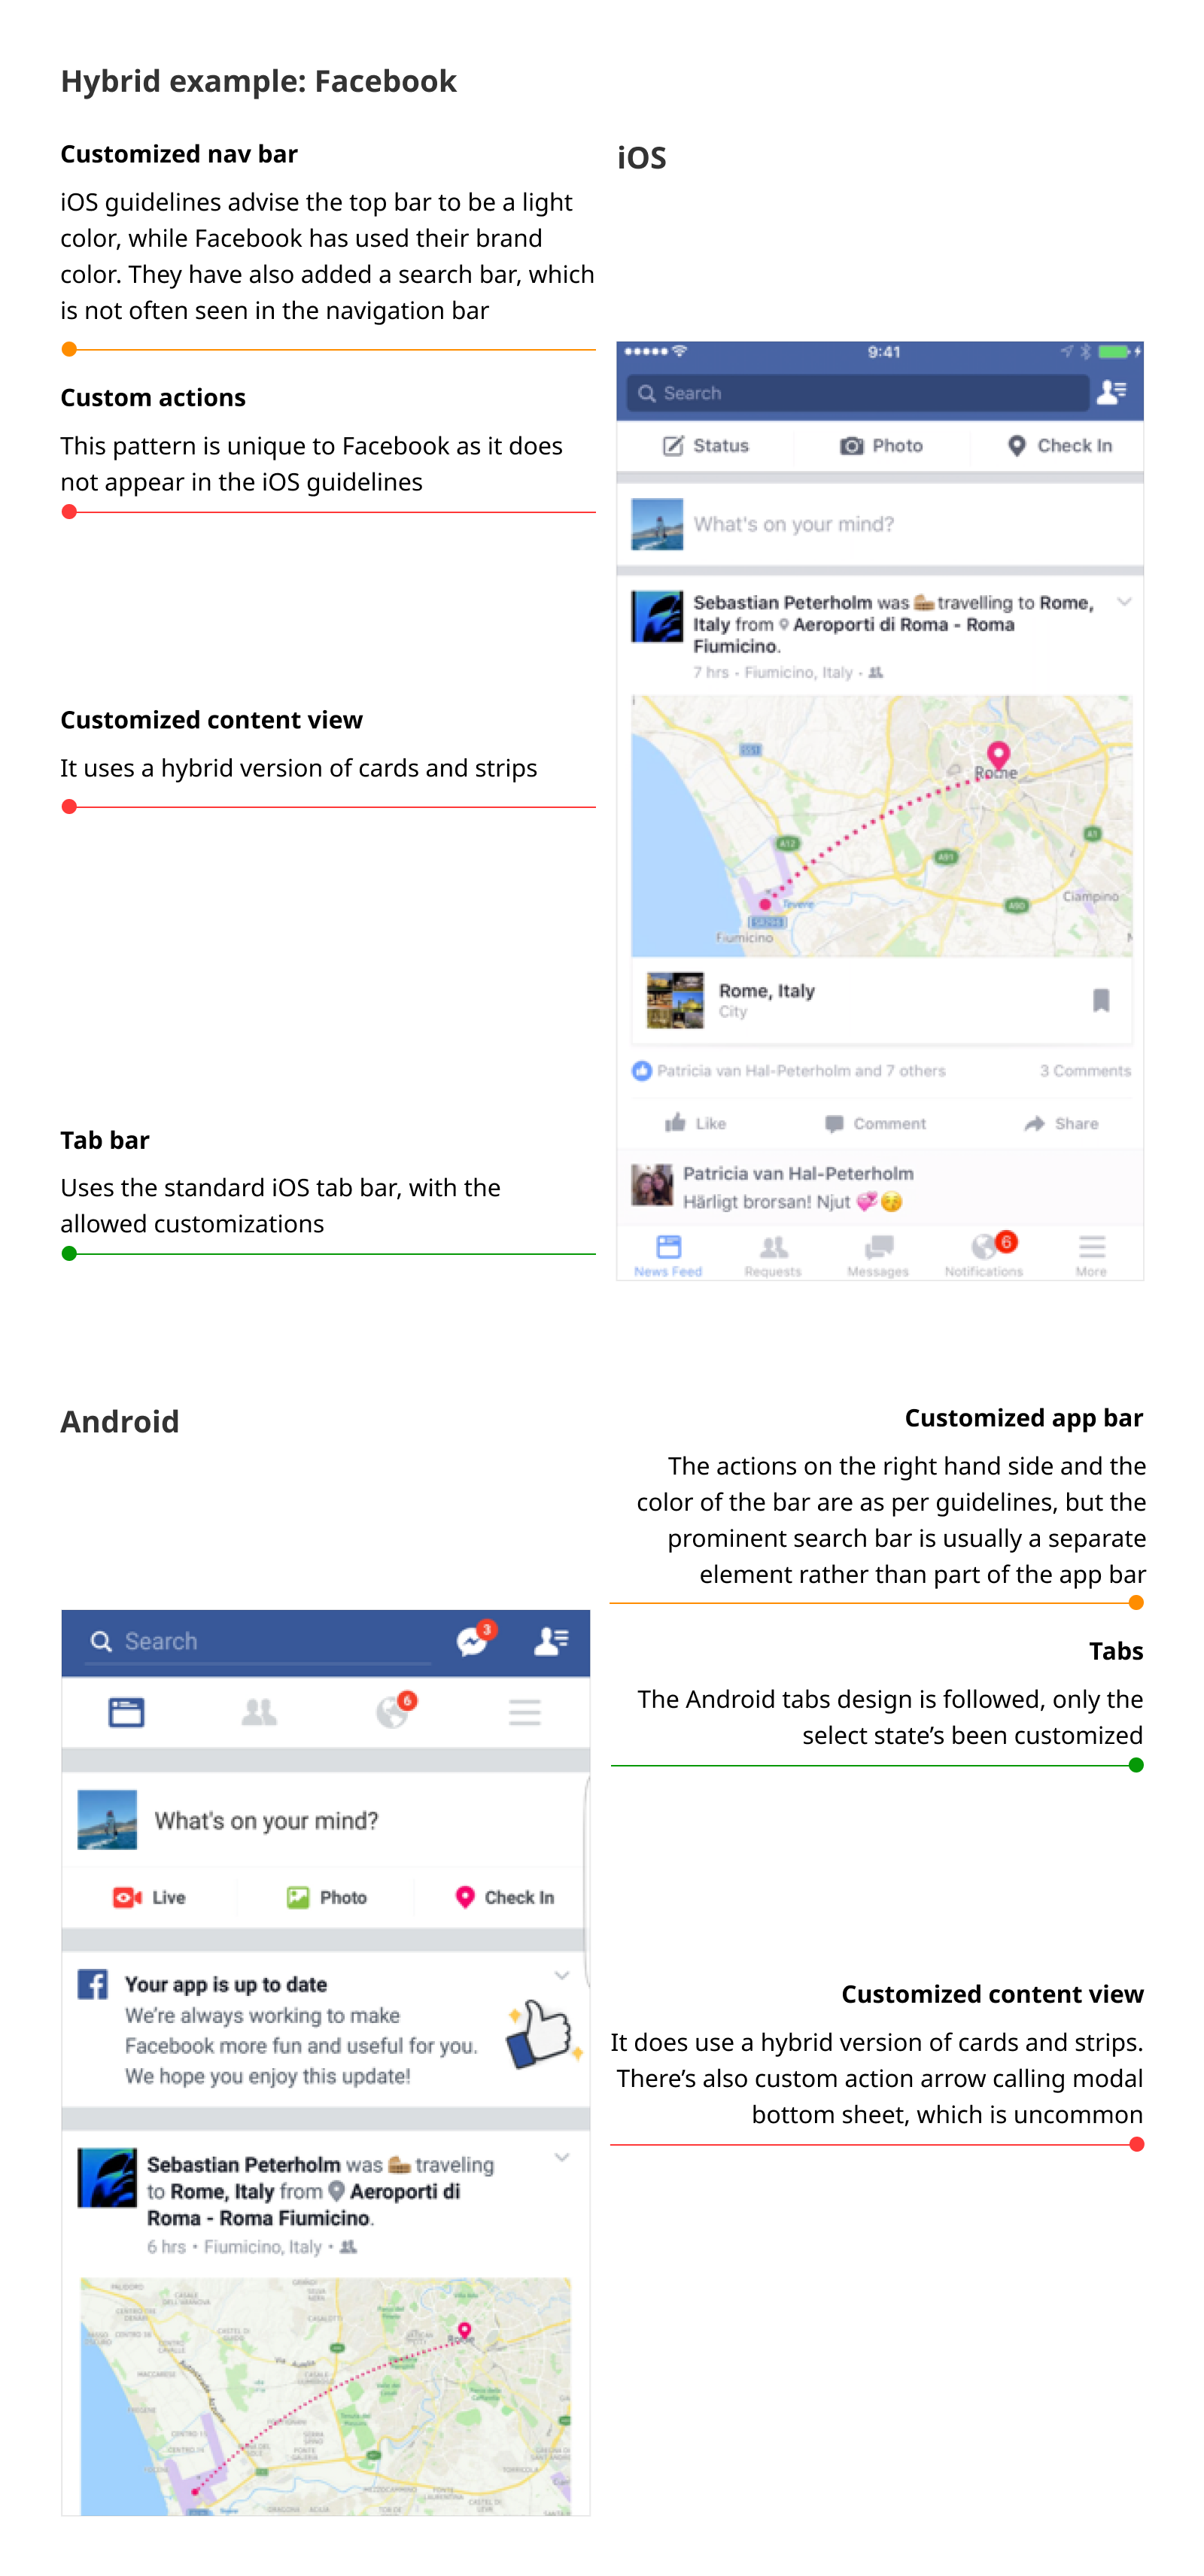 Hybrid example: Facebook
Customized nav bar
iOS guidelines advise the top bar to be a light
color, while Facebook has used their brand
color. They have also added a search bar, which
is not often seen in the navigation bar
Custom actions
This pattern is unique to Facebook as it does
not appear in the iOS guidelines
Customized content view
It uses a hybrid version of cards and strips
Tab bar
Uses the standard iOS tab bar, with the
allowed customizations
iOS
9:41
Search
Status Photo Check In
What's on your mind?
Sebastian Peterholm was travelling to Rome,
Italy from Aeroporti di Roma - Roma
Fiumicino.
7 hrs • Fiumicino, Italy •
Rome
A12
A1
A91
A90
Ciampino
Tevere
Fiumicino
Rome, Italy
City
Patricia van Hal-Peterholm and 7 others 3 Comments
Like Comment Share
Patricia van Hal-Peterholm
Härligt brorsan! Njut 💞😚
6
News Feed Requests Messages Notifications More
Android
Search 3
6
What's on your mind?
Live Photo Check In
Your app is up to date
We're always working to make
Facebook more fun and useful for you.
We hope you enjoy this update!
Sebastian Peterholm was traveling
to Rome, Italy from Aeroporti di
Roma - Roma Fiumicino.
6 hrs • Fiumicino, Italy •
Rome
Customized app bar
The actions on the right hand side and the
color of the bar are as per guidelines, but the
prominent search bar is usually a separate
element rather than part of the app bar
Tabs
The Android tabs design is followed, only the
select state’s been customized
Customized content view
It does use a hybrid version of cards and strips.
There’s also custom action arrow calling modal
bottom sheet, which is uncommon